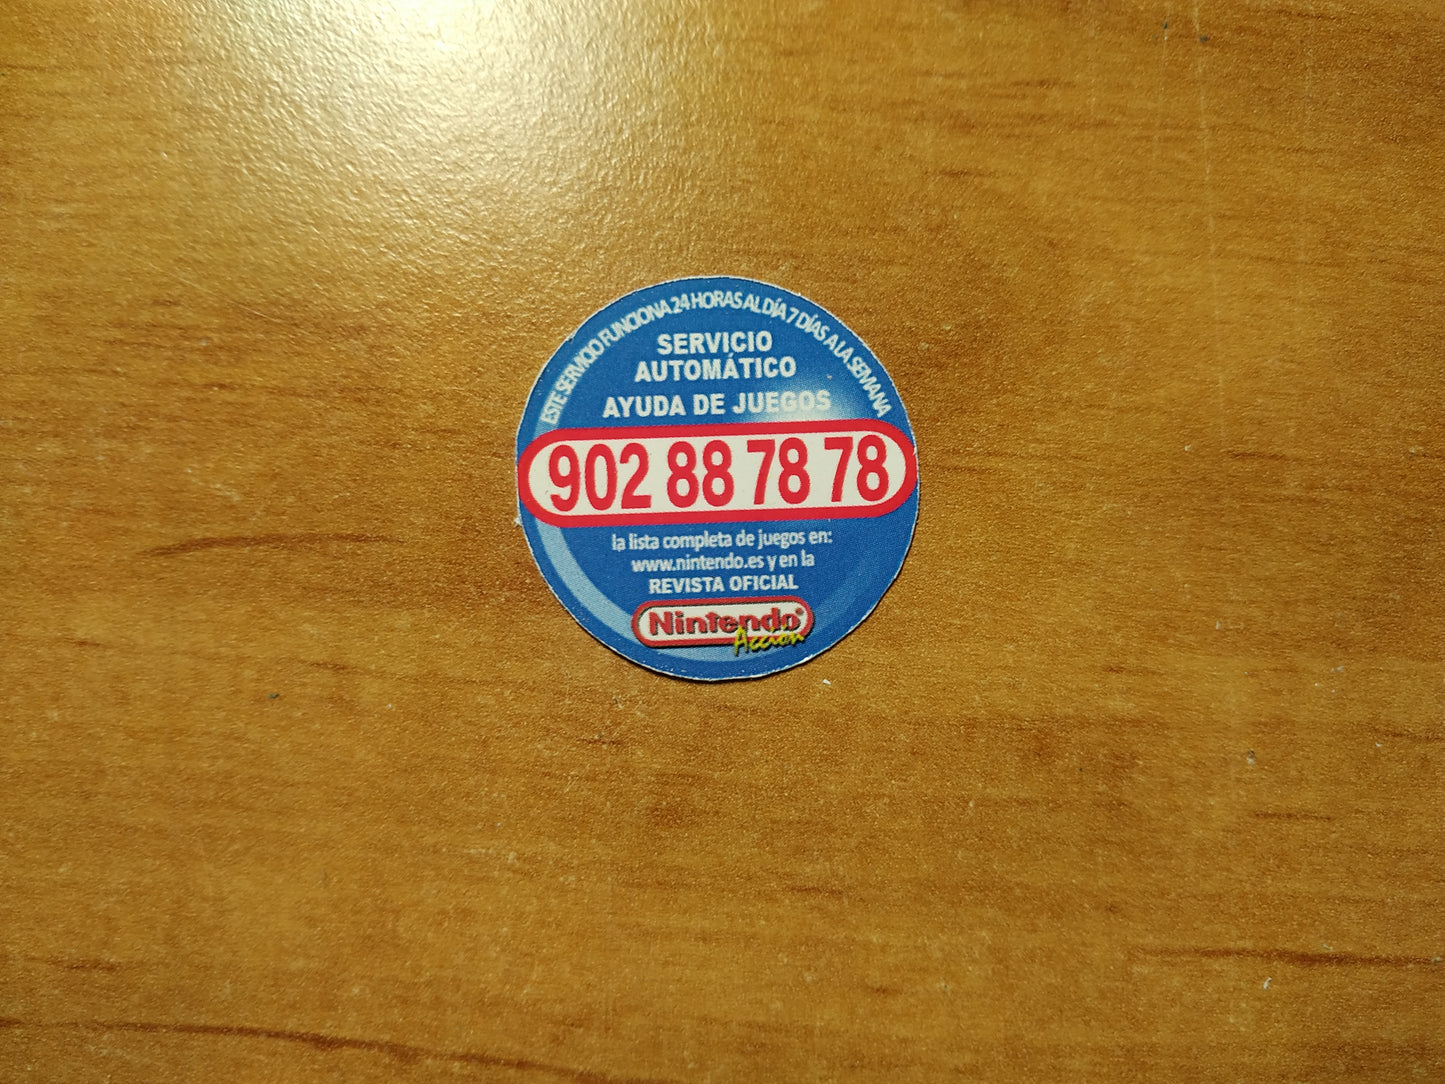 ESTE SERVICIO FUNCIONA 24 HORAS AL DÍA 7 DÍAS A LA SEMANA
SERVICIO
AUTOMÁTICO
AYUDA DE JUEGOS
902 88 78 78
la lista completa de juegos en:
www.nintendo.es y en la
REVISTA OFICIAL
Nintendo®
Acción